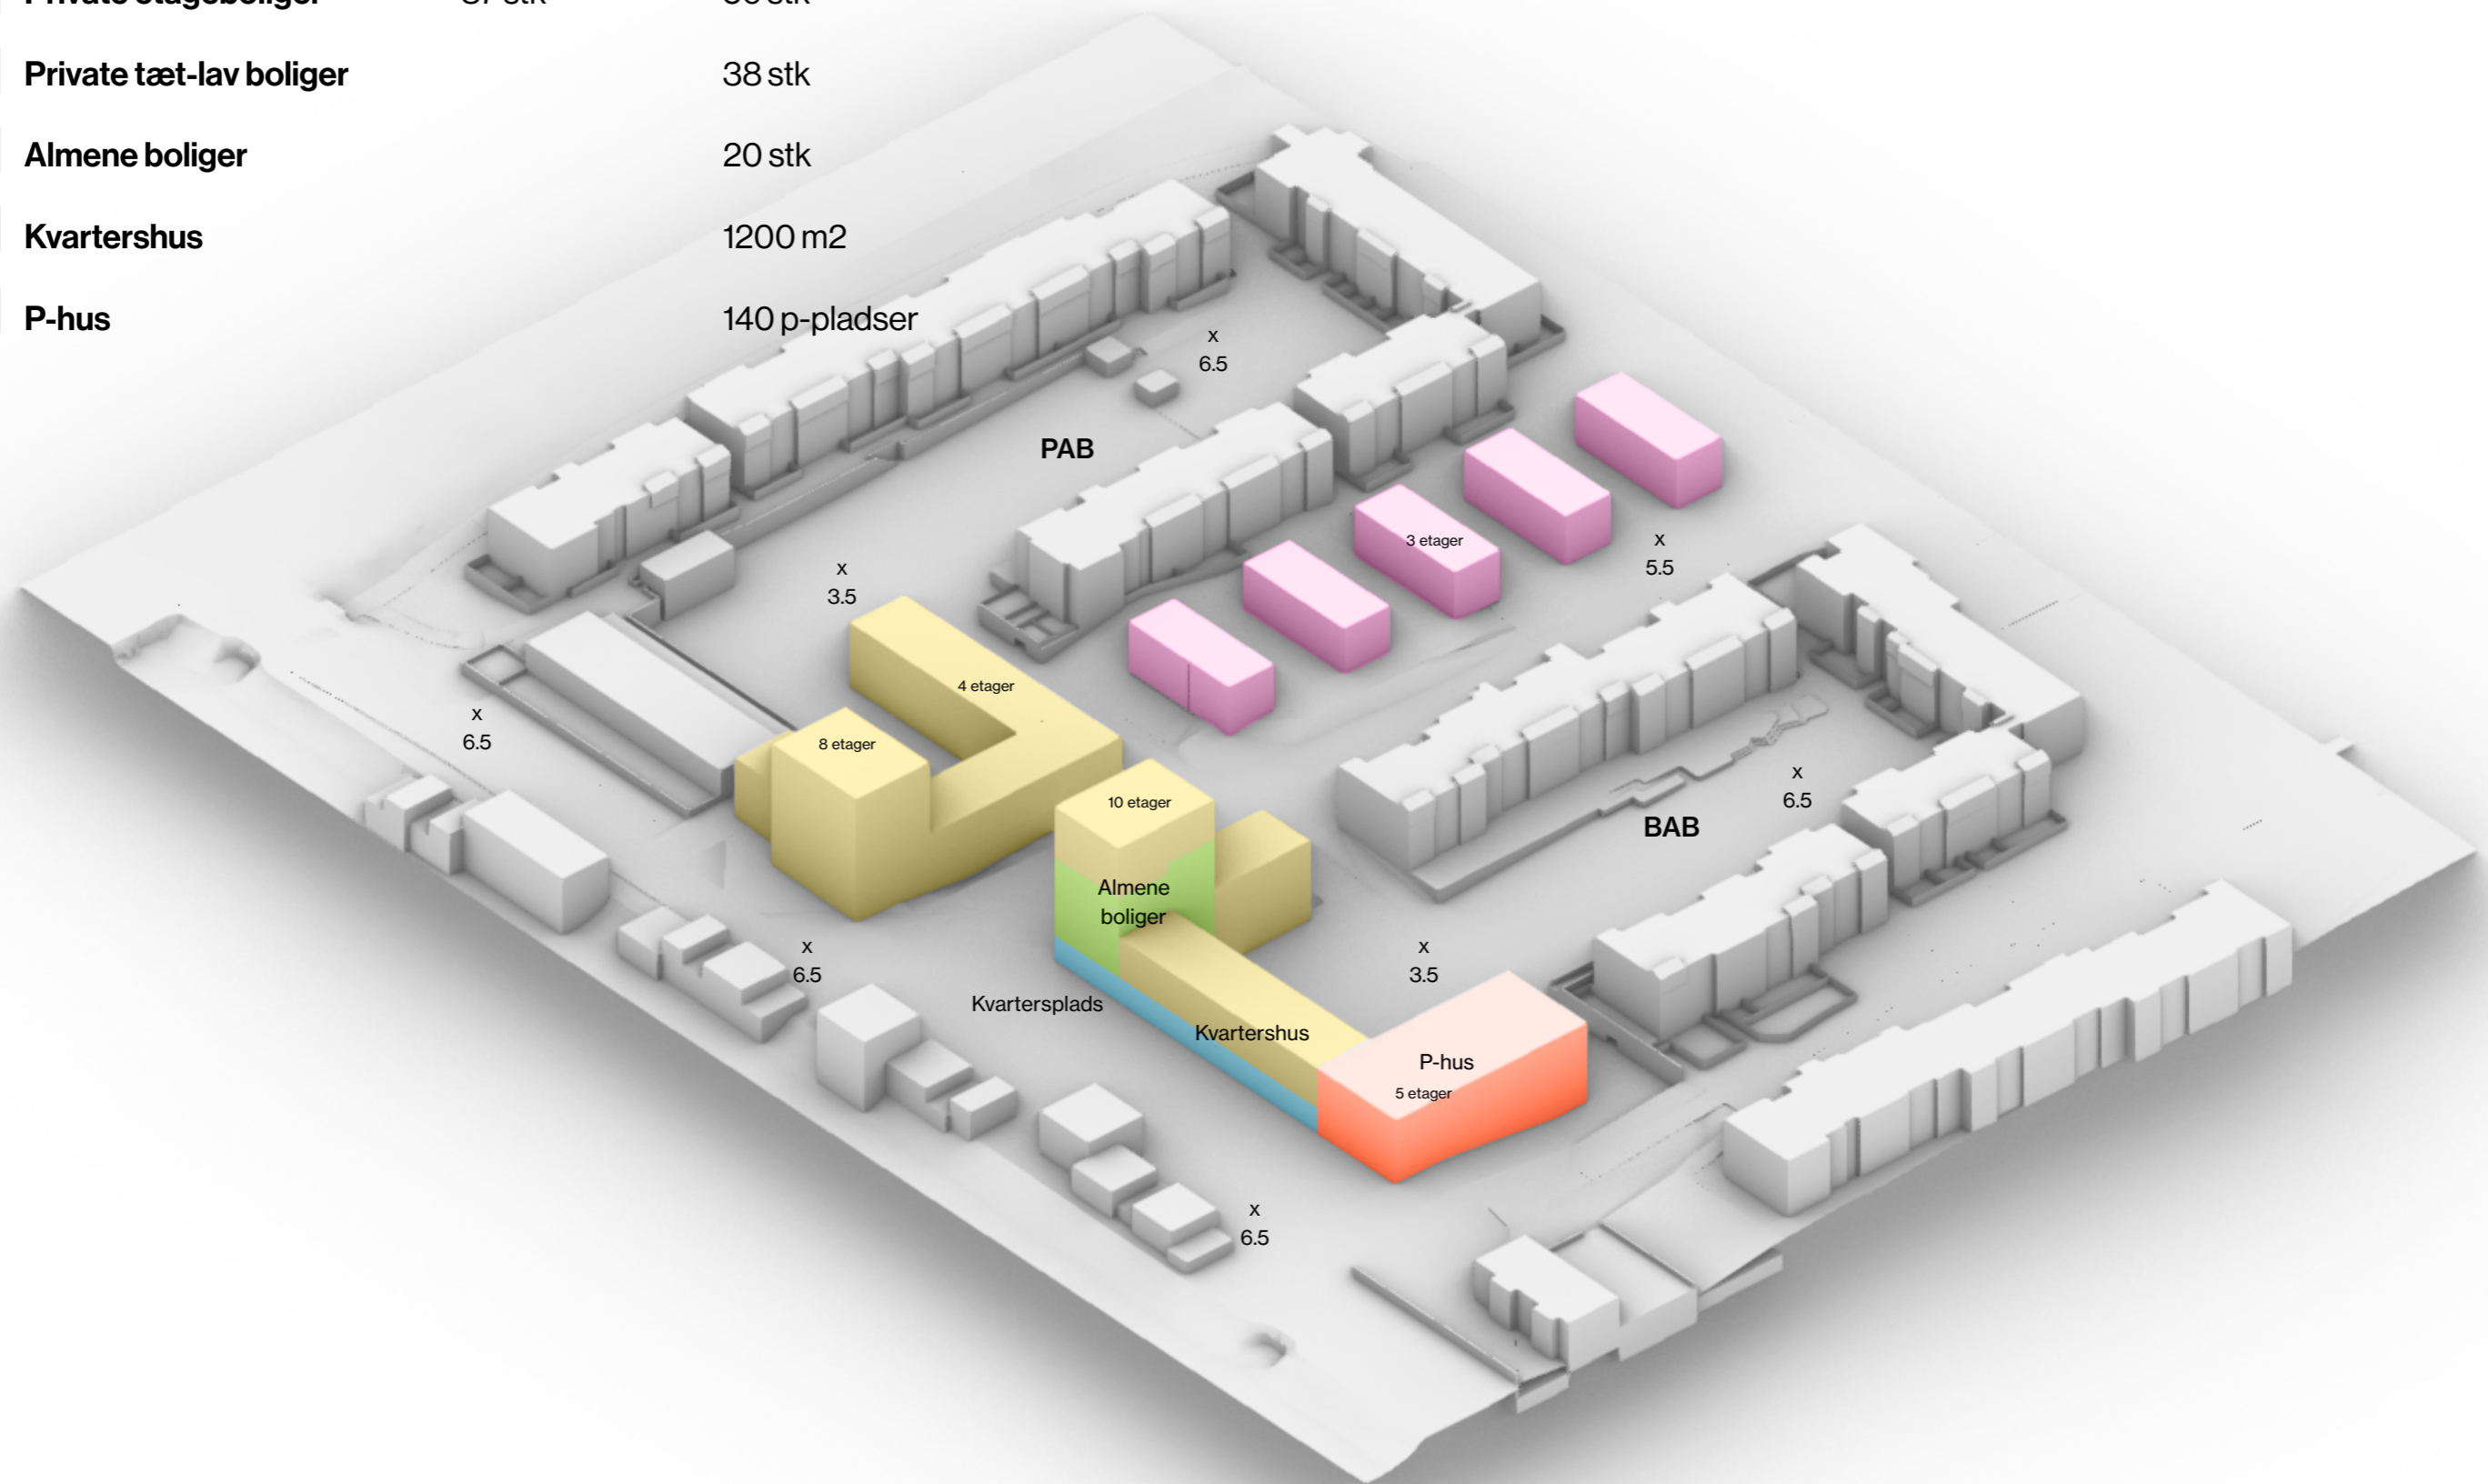 Private tæt-lav boliger 38 stk
Almene boliger 20 stk
Kvartershus 1200 m2
P-hus 140 p-pladser
x
6.5
PAB
3 etager
x
5.5
x
3.5
4 etager
x
6.5
8 etager
10 etager
x
6.5
BAB
Almene
boliger
x
6.5
x
3.5
Kvartersplads
Kvartershus
P-hus
5 etager
x
6.5